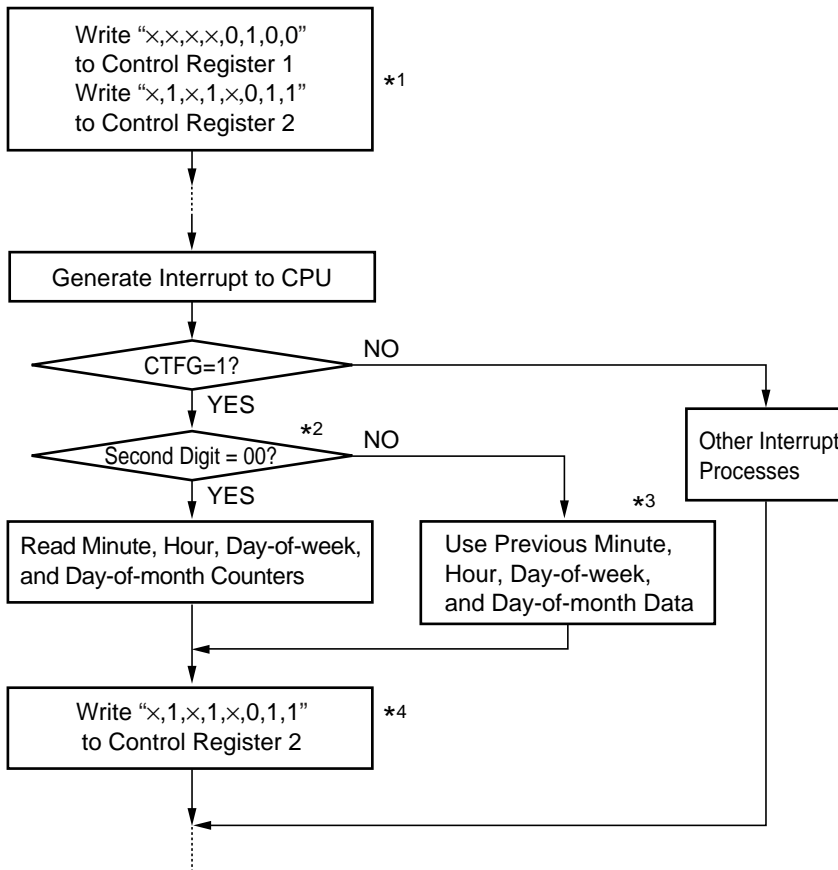 Write “×,×,×,×,0,1,0,0”
to Control Register 1
Write “×,1,×,1,×,0,1,1”
to Control Register 2
*1
Generate Interrupt to CPU
CTFG=1?
NO
YES
*2
Second Digit = 00?
NO
YES
Other Interrupt
Processes
*3
Read Minute, Hour, Day-of-week,
and Day-of-month Counters
Use Previous Minute,
Hour, Day-of-week,
and Day-of-month Data
Write “×,1,×,1,×,0,1,1”
to Control Register 2
*4